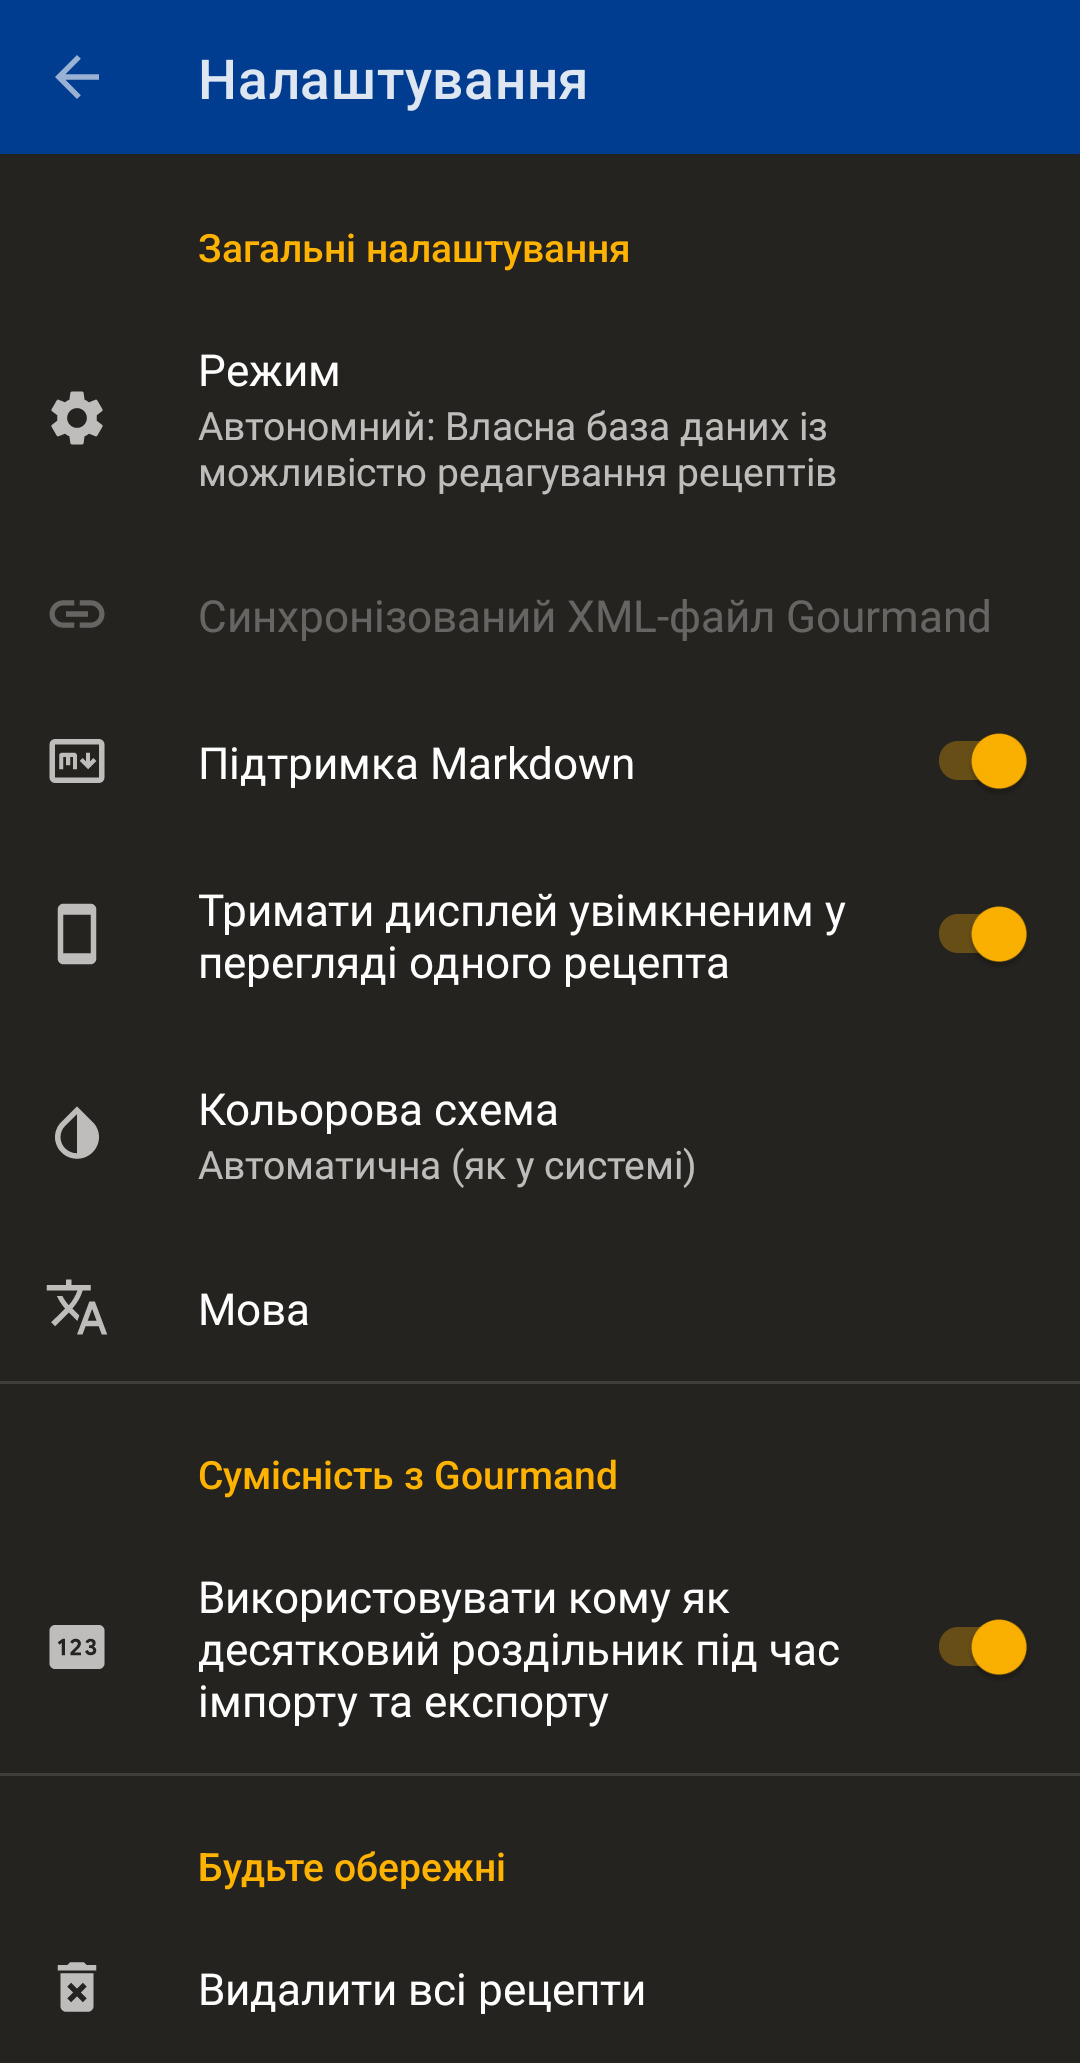 Налаштування
Загальні налаштування
Режим
Автономний: Власна база даних із
можливістю редагування рецептів
Синхронізований XML-файл Gourmand
Підтримка Markdown
Тримати дисплей увімкненим у
перегляді одного рецепта
Кольорова схема
Автоматична (як у системі)
Мова
Сумісність з Gourmand
Використовувати кому як
десятковий роздільник під час
імпорту та експорту
123
Будьте обережні
Видалити всі рецепти